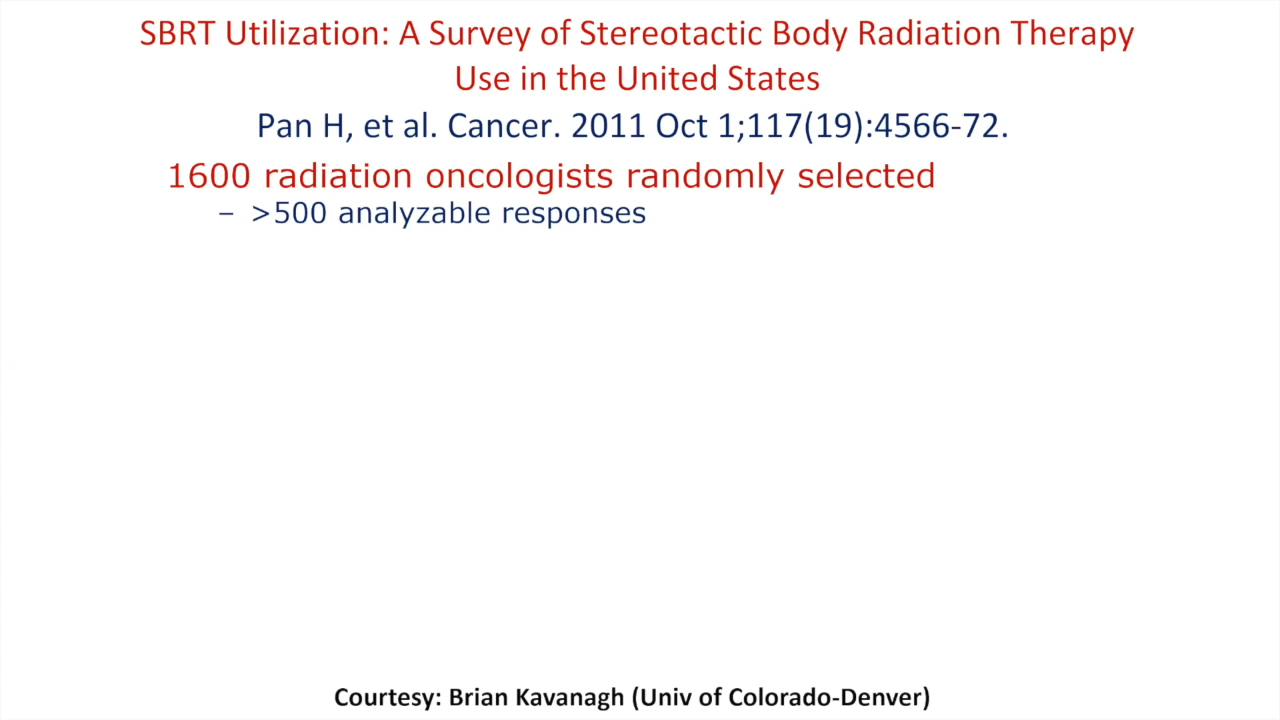 SBRT Utilization: A Survey of Stereotactic Body Radiation Therapy
Use in the United States
Pan H, et al. Cancer. 2011 Oct 1;117(19):4566-72.
1600 radiation oncologists randomly selected
– >500 analyzable responses
Courtesy: Brian Kavanagh (Univ of Colorado-Denver)